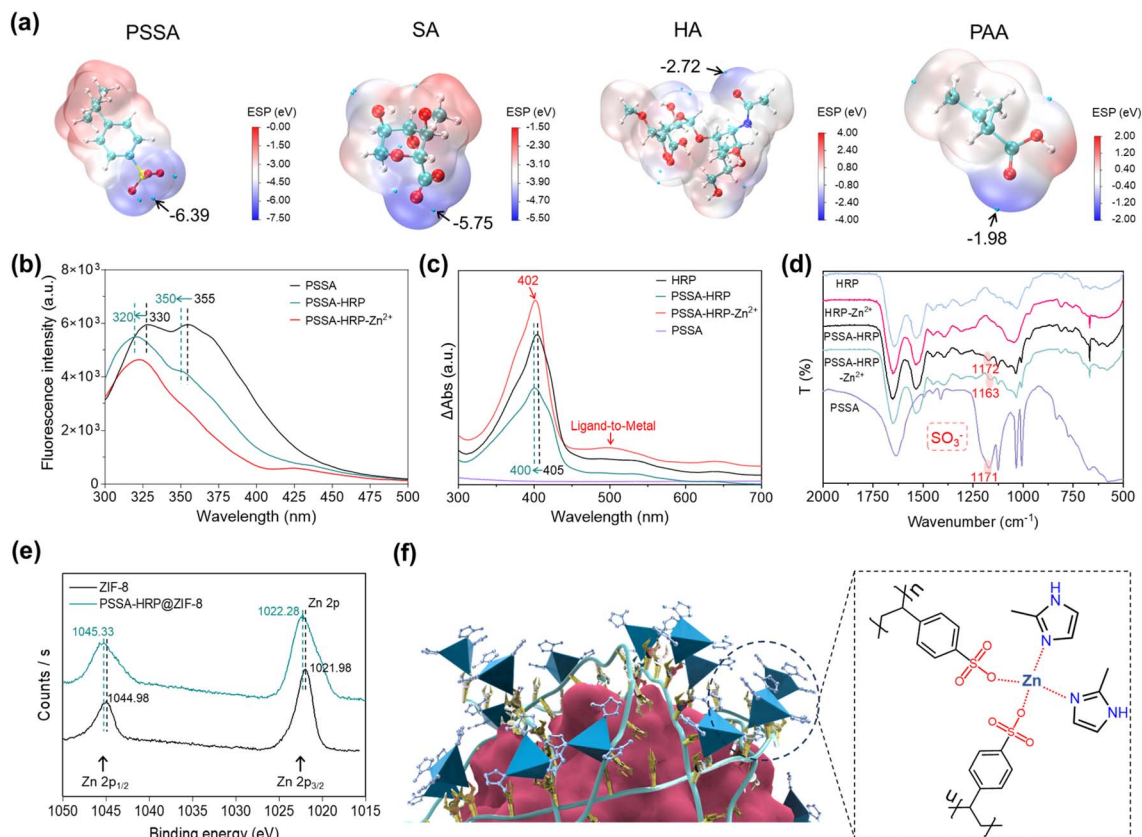 (a)
PSSA
SA
HA
PAA
ESP (eV)
-0.00
-1.50
-3.00
-4.50
-6.00
-7.50
-6.39
ESP (eV)
-1.50
-2.30
-3.10
-3.90
-4.70
-5.50
-5.75
-2.72
ESP (eV)
4.00
2.40
0.80
-0.80
-2.40
-4.00
ESP (eV)
2.00
1.20
0.40
-0.40
-1.20
-2.00
-1.98
(b)
8×10³
6×10³
4×10³
2×10³
0
Fluorescence intensity (a.u.)
350
355
320
330
PSSA
PSSA-HRP
PSSA-HRP-Zn²⁺
300
325
350
375
400
425
450
475
500
Wavelength (nm)
(c)
ΔAbs (a.u.)
402
HRP
PSSA-HRP
PSSA-HRP-Zn²⁺
PSSA
Ligand-to-Metal
400
405
300
400
500
600
700
Wavelength (nm)
(d)
T (%)
HRP
HRP-Zn²⁺
PSSA-HRP
PSSA-HRP
-Zn²⁺
PSSA
1172
1163
SO₃⁻
1171
2000
1750
1500
1250
1000
750
500
Wavenumber (cm⁻¹)
(e)
Counts / s
ZIF-8
PSSA-HRP@ZIF-8
1022.28
Zn 2p
1045.33
1021.98
1044.98
Zn 2p₁/₂
Zn 2p₃/₂
1050
1045
1040
1035
1030
1025
1020
1015
Binding energy (eV)
(f)
n
O
S
O
O
H
N
N
Zn
N
NH
O
O
S
O
n